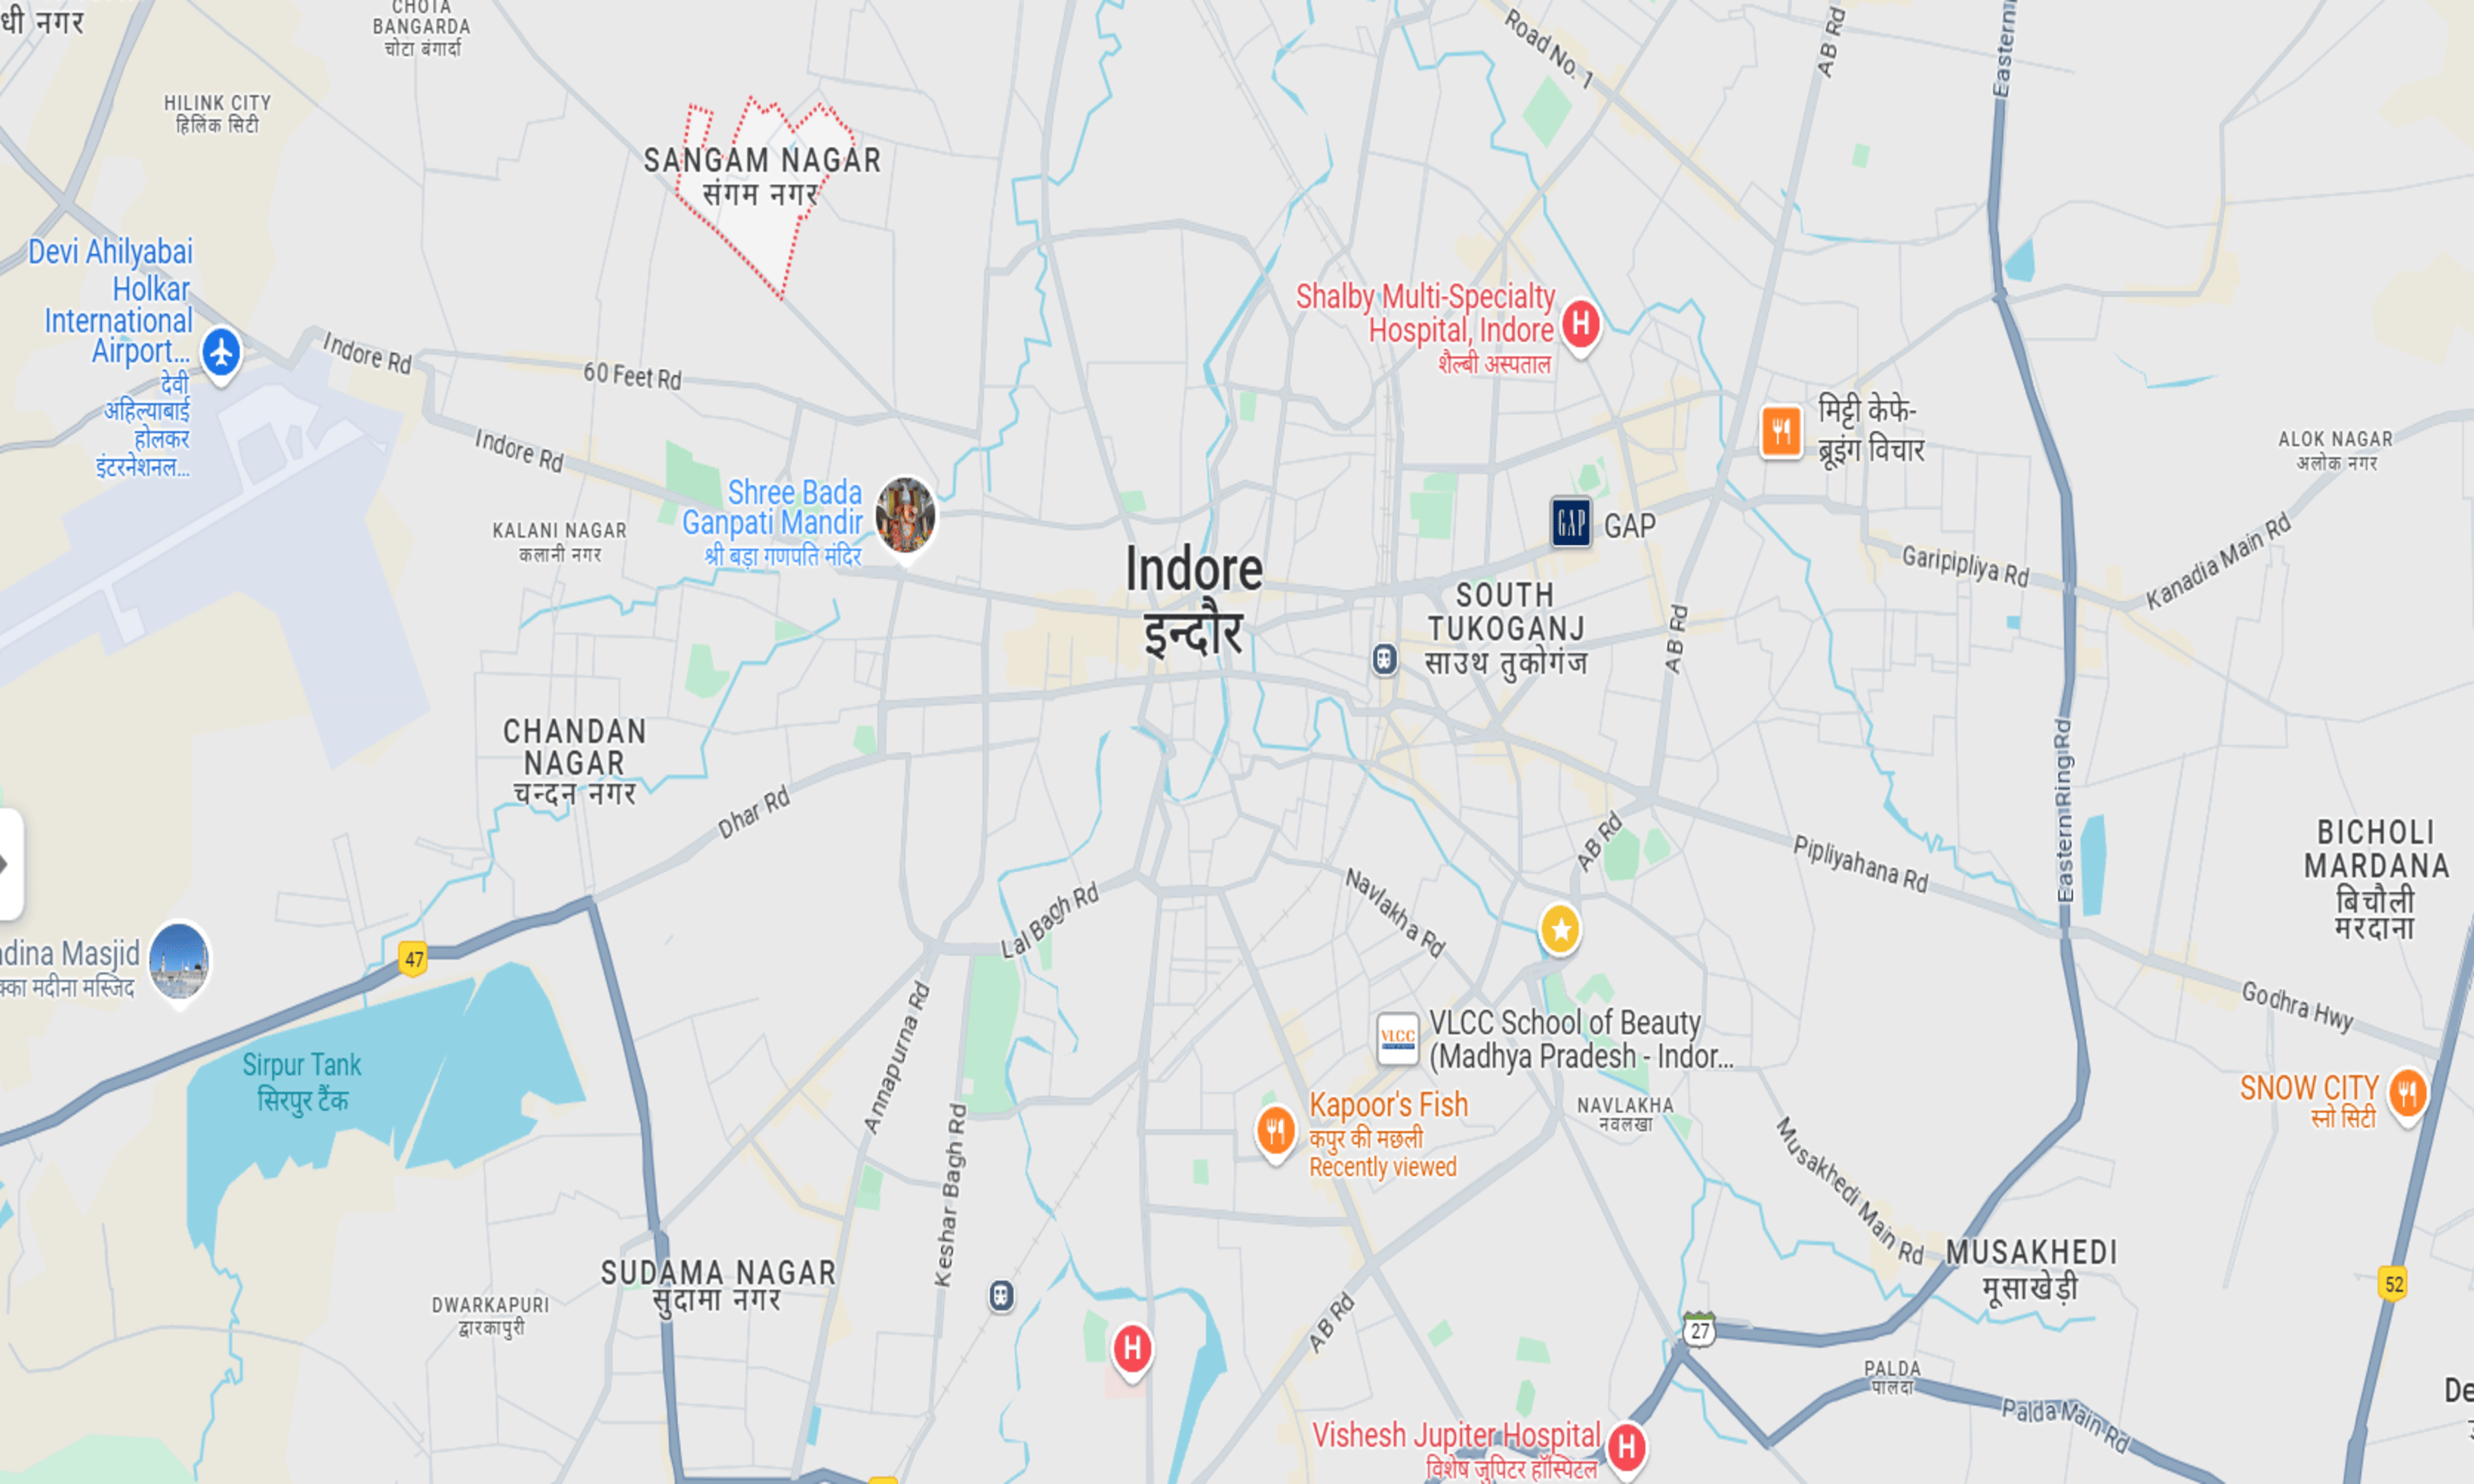 धी नगर
CHOTA
BANGARDA
चोटा बंगार्दा
Road No. 1
AB Rd
Eastern
HILINK CITY
हिलिंक सिटी
SANGAM NAGAR
संगम नगर
Devi Ahilyabai
Holkar
International
Airport...
देवी
अहिल्याबाई
होलकर
इंटरनेशनल...
Indore Rd
60 Feet Rd
Shalby Multi-Specialty
Hospital, Indore
शैल्बी अस्पताल
H
मिट्टी केफे-
ब्रूइंग विचार
ALOK NAGAR
अलोक नगर
Indore Rd
KALANI NAGAR
कलानी नगर
Shree Bada
Ganpati Mandir
श्री बड़ा गणपति मंदिर
GAP
GAP
Indore
इन्दौर
SOUTH
TUKOGANJ
साउथ तुकोगंज
AB Rd
Garipipliya Rd
Kanadia Main Rd
CHANDAN
NAGAR
चन्दन नगर
Dhar Rd
Eastern Ring Rd
AB Rd
Pipliyahana Rd
BICHOLI
MARDANA
बिचौली
मरदाना
Navlakha Rd
Lal Bagh Rd
dina Masjid
क्का मदीना मस्जिद
47
Godhra Hwy
Annapurna Rd
Sirpur Tank
सिरपुर टैंक
VLCC
VLCC School of Beauty
(Madhya Pradesh - Indor...
Kapoor's Fish
कपुर की मछली
Recently viewed
NAVLAKHA
नवलखा
SNOW CITY
स्नो सिटी
Musakhedi Main Rd
Keshar Bagh Rd
MUSAKHEDI
मूसाखेड़ी
SUDAMA NAGAR
सुदामा नगर
52
DWARKAPURI
द्वारकापुरी
H
AB Rd
27
PALDA
पालदा
De
Palda Main Rd
Vishesh Jupiter Hospital
विशेष जुपिटर हॉस्पिटल
H